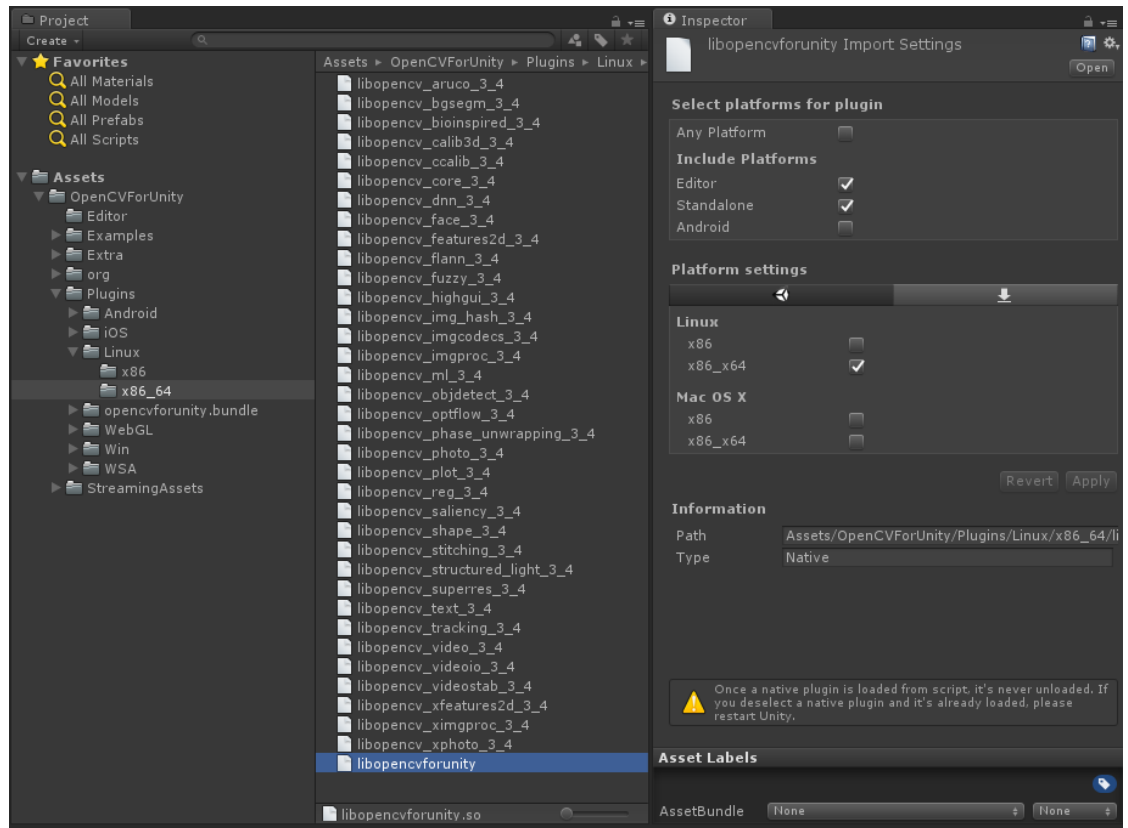 Project
Create
Favorites
All Materials
All Models
All Prefabs
All Scripts
Assets
OpenCVForUnity
Editor
Examples
Extra
org
Plugins
Android
iOS
Linux
x86
x86_64
opencvforunity.bundle
WebGL
Win
WSA
StreamingAssets
Assets ▸ OpenCVForUnity ▸ Plugins ▸ Linux ▸
libopencv_aruco_3_4
libopencv_bgsegm_3_4
libopencv_bioinspired_3_4
libopencv_calib3d_3_4
libopencv_ccalib_3_4
libopencv_core_3_4
libopencv_dnn_3_4
libopencv_face_3_4
libopencv_features2d_3_4
libopencv_flann_3_4
libopencv_fuzzy_3_4
libopencv_highgui_3_4
libopencv_img_hash_3_4
libopencv_imgcodecs_3_4
libopencv_imgproc_3_4
libopencv_ml_3_4
libopencv_objdetect_3_4
libopencv_optflow_3_4
libopencv_phase_unwrapping_3_4
libopencv_photo_3_4
libopencv_plot_3_4
libopencv_reg_3_4
libopencv_saliency_3_4
libopencv_shape_3_4
libopencv_stitching_3_4
libopencv_structured_light_3_4
libopencv_superres_3_4
libopencv_text_3_4
libopencv_tracking_3_4
libopencv_video_3_4
libopencv_videoio_3_4
libopencv_videostab_3_4
libopencv_xfeatures2d_3_4
libopencv_ximgproc_3_4
libopencv_xphoto_3_4
libopencvforunity
libopencvforunity.so
Inspector
libopencvforunity Import Settings
Open
Select platforms for plugin
Any Platform
Include Platforms
Editor
Standalone
Android
Platform settings
Linux
x86
x86_x64
Mac OS X
x86
x86_x64
Revert Apply
Information
Path Assets/OpenCVForUnity/Plugins/Linux/x86_64/li
Type Native
Once a native plugin is loaded from script, it's never unloaded. If
you deselect a native plugin and it's already loaded, please
restart Unity.
Asset Labels
AssetBundle None None